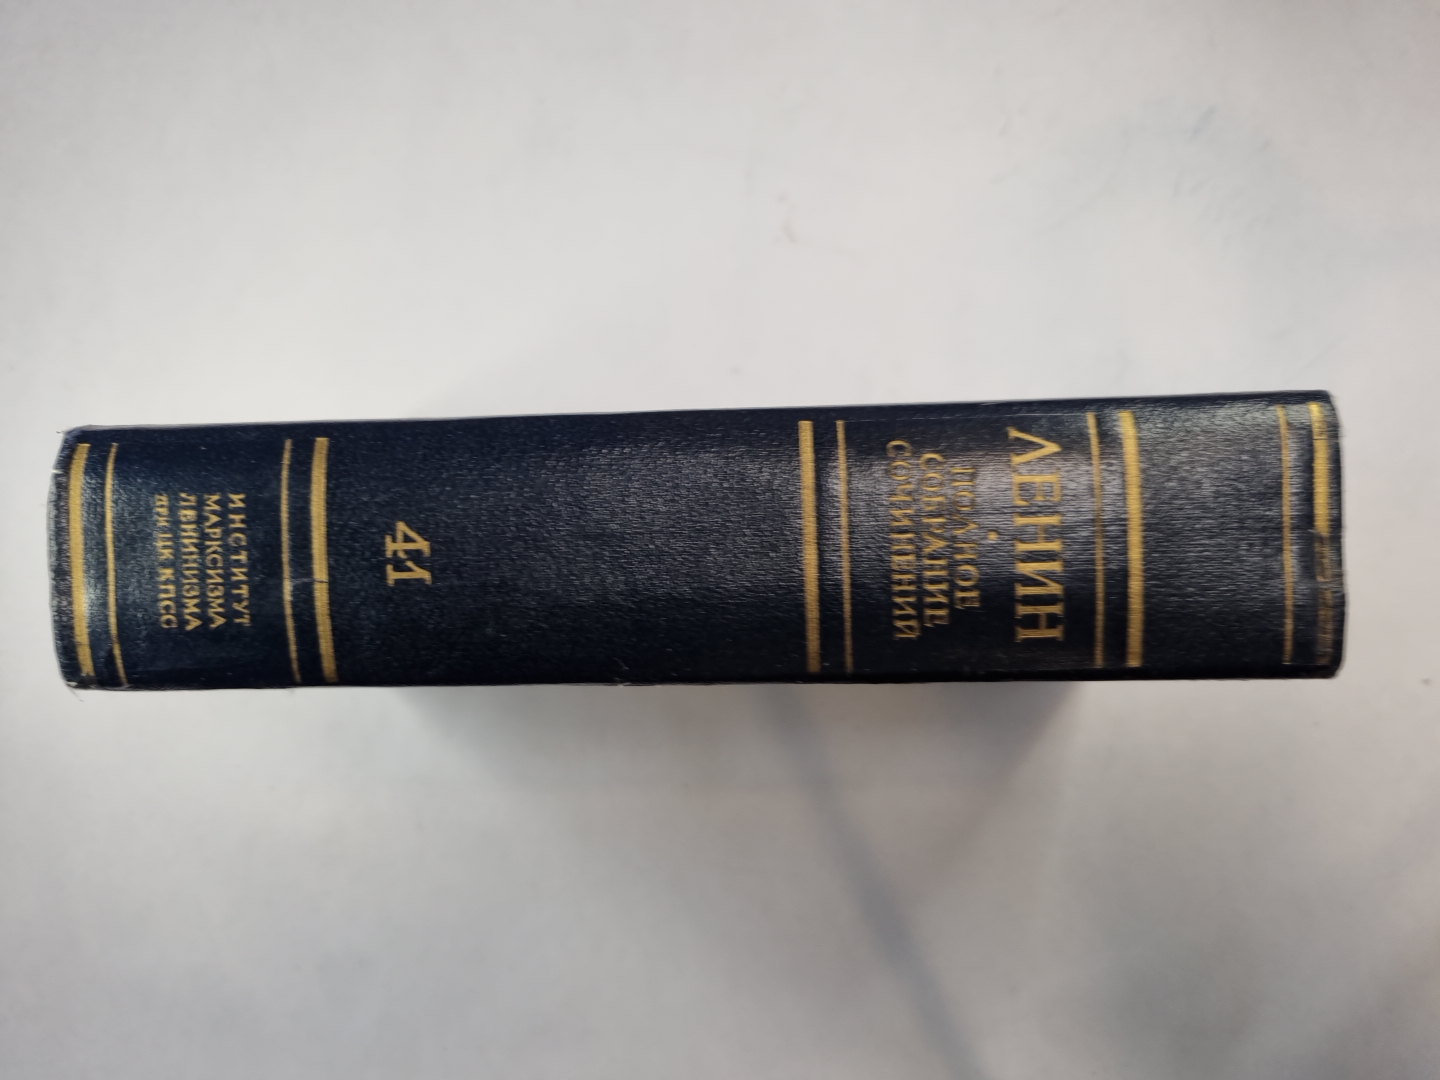 ЛЕНИН
ПОЛНОЕ
СОБРАНИЕ
СОЧИНЕНИЙ
41
ИНСТИТУТ
МАРКСИЗМА
ЛЕНИНИЗМА
ПРИ ЦК КПСС